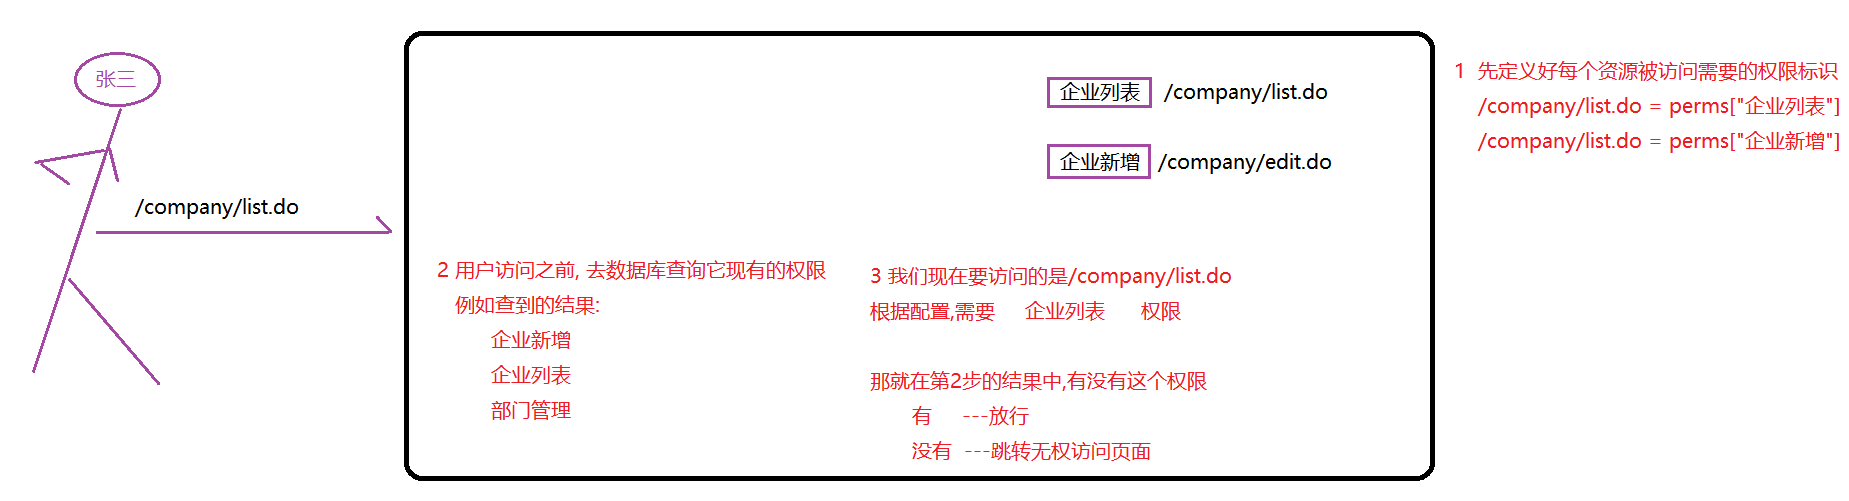 张三
/company/list.do
企业列表 /company/list.do
企业新增 /company/edit.do
1 先定义好每个资源被访问需要的权限标识
/company/list.do = perms["企业列表"]
/company/list.do = perms["企业新增"]
2 用户访问之前, 去数据库查询它现有的权限
例如查到的结果:
企业新增
企业列表
部门管理
3 我们现在要访问的是/company/list.do
根据配置,需要 企业列表 权限
那就在第2步的结果中,有没有这个权限
有 ---放行
没有 ---跳转无权访问页面